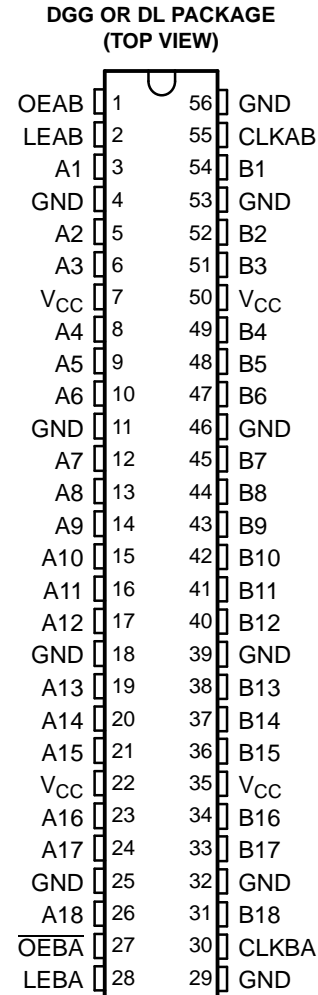 DGG OR DL PACKAGE
(TOP VIEW)
OEAB 1 56 GND
LEAB 2 55 CLKAB
A1 3 54 B1
GND 4 53 GND
A2 5 52 B2
A3 6 51 B3
VCC 7 50 VCC
A4 8 49 B4
A5 9 48 B5
A6 10 47 B6
GND 11 46 GND
A7 12 45 B7
A8 13 44 B8
A9 14 43 B9
A10 15 42 B10
A11 16 41 B11
A12 17 40 B12
GND 18 39 GND
A13 19 38 B13
A14 20 37 B14
A15 21 36 B15
VCC 22 35 VCC
A16 23 34 B16
A17 24 33 B17
GND 25 32 GND
A18 26 31 B18
O̅E̅B̅A̅ 27 30 CLKBA
LEBA 28 29 GND